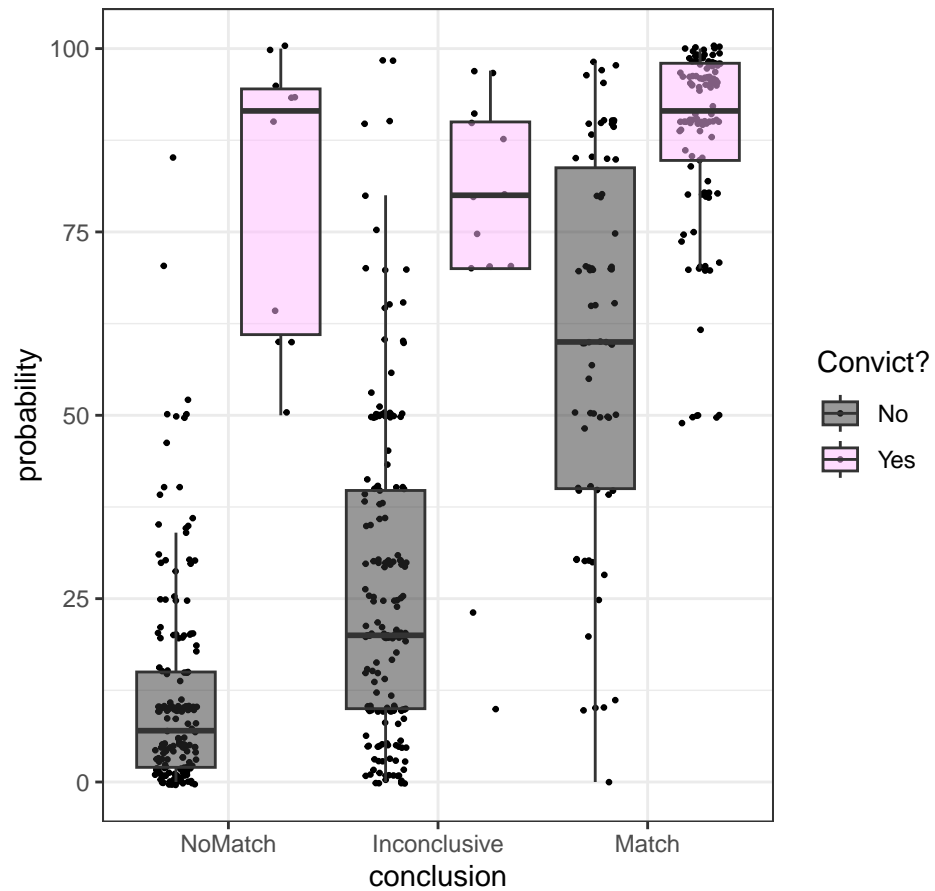 100
75
50
25
0
probability
NoMatch
Inconclusive
Match
conclusion
Convict?
No
Yes